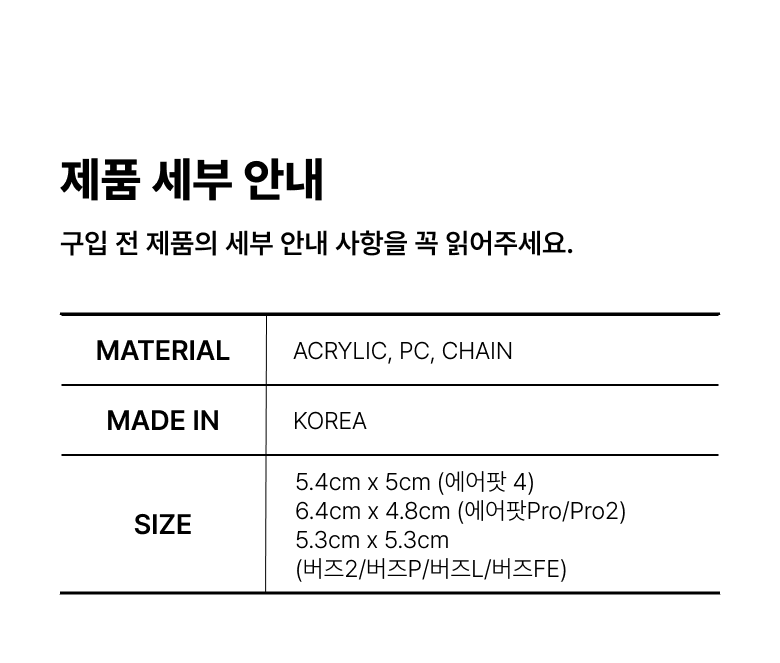 제품 세부 안내
구입 전 제품의 세부 안내 사항을 꼭 읽어주세요.
MATERIAL
ACRYLIC, PC, CHAIN
MADE IN
KOREA
SIZE
5.4cm x 5cm (에어팟 4)
6.4cm x 4.8cm (에어팟Pro/Pro2)
5.3cm x 5.3cm
(버즈2/버즈P/버즈L/버즈FE)